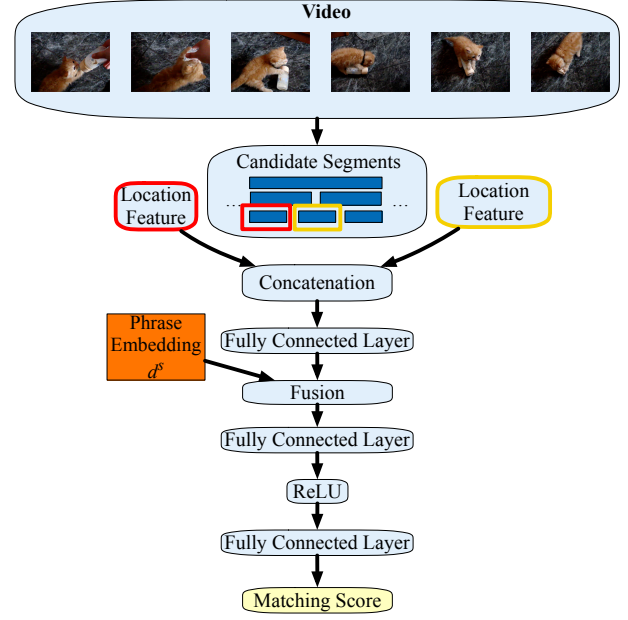 Video
Candidate Segments
... ...
Location
Feature
Location
Feature
Concatenation
Fully Connected Layer
Phrase
Embedding
dˢ
Fusion
Fully Connected Layer
ReLU
Fully Connected Layer
Matching Score